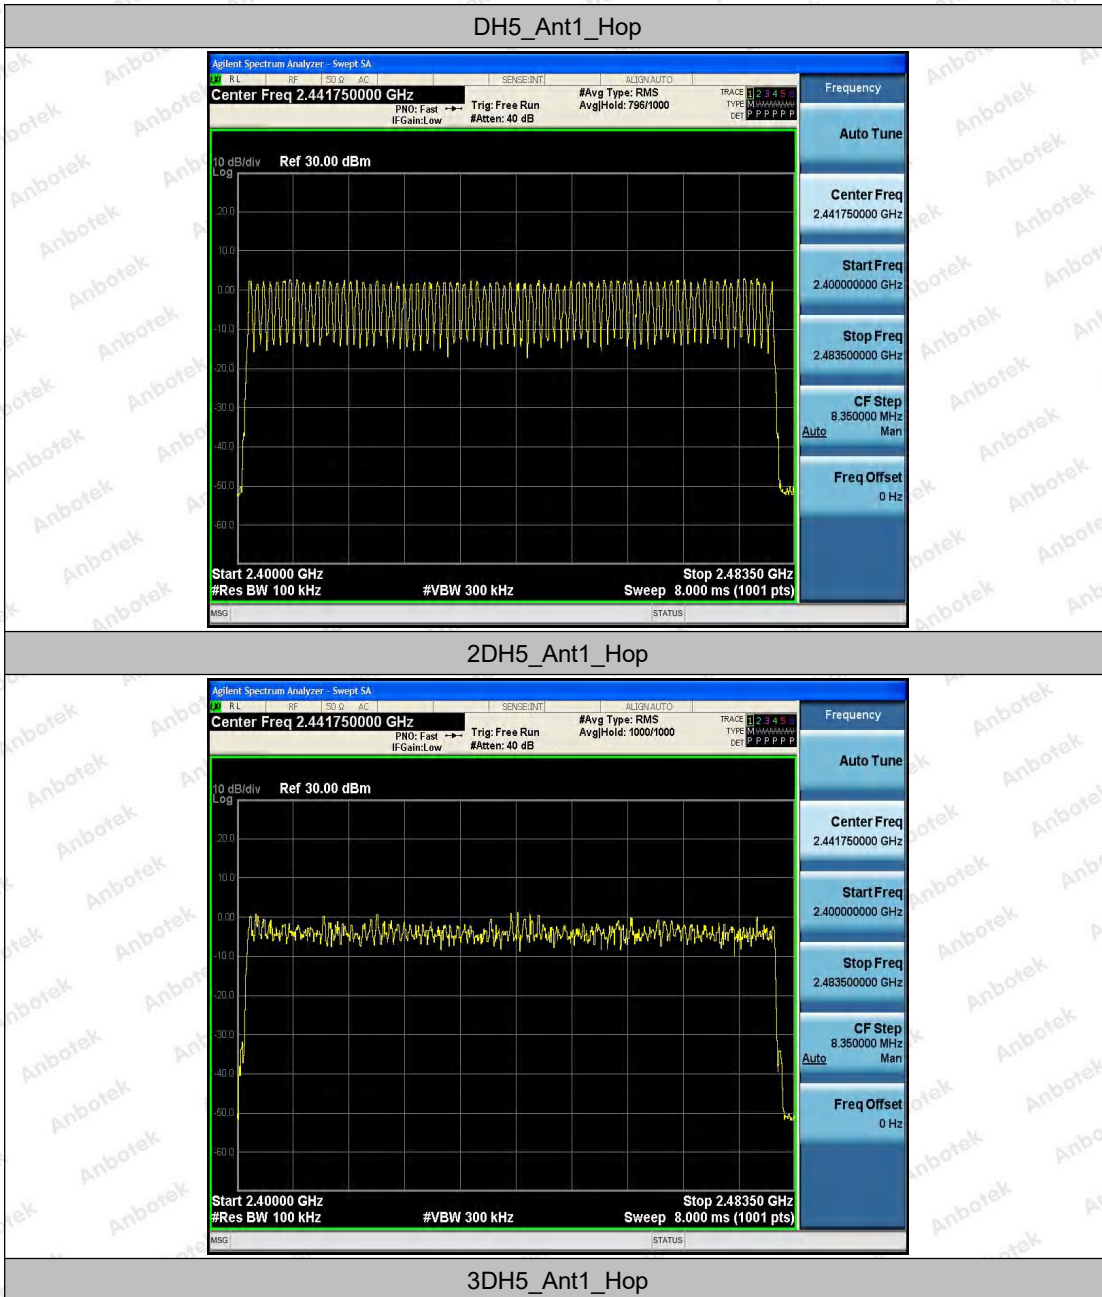 DH5_Ant1_Hop
Agilent Spectrum Analyzer - Swept SA
LXI RL RF 50 Ω AC SENSE:INT ALIGNAUTO
Center Freq 2.441750000 GHz
PNO: Fast
IFGain:Low
Trig: Free Run
#Atten: 40 dB
#Avg Type: RMS
Avg|Hold: 796/1000
TRACE 1 2 3 4 5 6
TYPE M
DET P P P P P P
10 dB/div Ref 30.00 dBm
Log
20.0
10.0
0.00
-10.0
-20.0
-30.0
-40.0
-50.0
-60.0
Start 2.40000 GHz Stop 2.48350 GHz
#Res BW 100 kHz #VBW 300 kHz Sweep 8.000 ms (1001 pts)
MSG STATUS
Frequency
Auto Tune
Center Freq
2.441750000 GHz
Start Freq
2.400000000 GHz
Stop Freq
2.483500000 GHz
CF Step
8.350000 MHz
Auto Man
Freq Offset
0 Hz
2DH5_Ant1_Hop
Agilent Spectrum Analyzer - Swept SA
LXI RL RF 50 Ω AC SENSE:INT ALIGNAUTO
Center Freq 2.441750000 GHz
PNO: Fast
IFGain:Low
Trig: Free Run
#Atten: 40 dB
#Avg Type: RMS
Avg|Hold: 1000/1000
TRACE 1 2 3 4 5 6
TYPE M
DET P P P P P P
10 dB/div Ref 30.00 dBm
Log
20.0
10.0
0.00
-10.0
-20.0
-30.0
-40.0
-50.0
-60.0
Start 2.40000 GHz Stop 2.48350 GHz
#Res BW 100 kHz #VBW 300 kHz Sweep 8.000 ms (1001 pts)
MSG STATUS
Frequency
Auto Tune
Center Freq
2.441750000 GHz
Start Freq
2.400000000 GHz
Stop Freq
2.483500000 GHz
CF Step
8.350000 MHz
Auto Man
Freq Offset
0 Hz
3DH5_Ant1_Hop